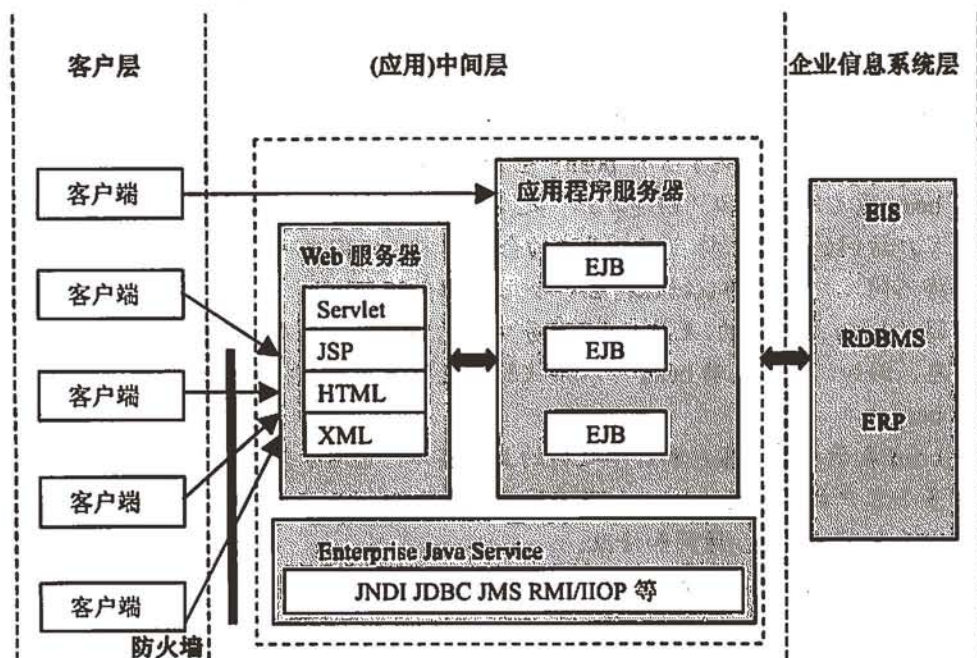 客户层
(应用)中间层
企业信息系统层
客户端
客户端
客户端
客户端
客户端
防火墙
Web 服务器
Servlet
JSP
HTML
XML
应用程序服务器
EJB
EJB
EJB
Enterprise Java Service
JNDI JDBC JMS RMI/IIOP 等
EIS
RDBMS
ERP